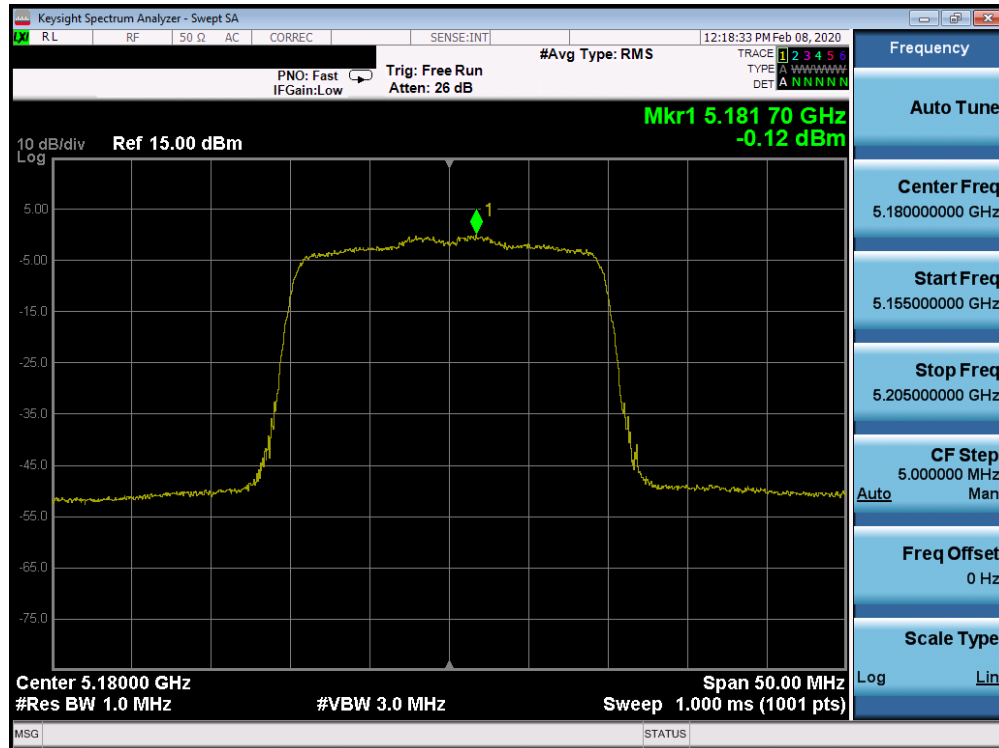 Keysight Spectrum Analyzer - Swept SA
LXI RL RF 50 Ω AC CORREC SENSE:INT 12:18:33 PM Feb 08, 2020
PNO: Fast
IFGain:Low
Trig: Free Run
Atten: 26 dB
#Avg Type: RMS
TRACE 1 2 3 4 5 6
TYPE A WWWWW
DET A N N N N N
Mkr1 5.181 70 GHz
-0.12 dBm
10 dB/div Ref 15.00 dBm
Log
5.00
-5.00
-15.0
-25.0
-35.0
-45.0
-55.0
-65.0
-75.0
1
Center 5.18000 GHz
#Res BW 1.0 MHz
#VBW 3.0 MHz
Span 50.00 MHz
Sweep 1.000 ms (1001 pts)
MSG
STATUS
Frequency
Auto Tune
Center Freq
5.180000000 GHz
Start Freq
5.155000000 GHz
Stop Freq
5.205000000 GHz
CF Step
5.000000 MHz
Auto Man
Freq Offset
0 Hz
Scale Type
Log Lin